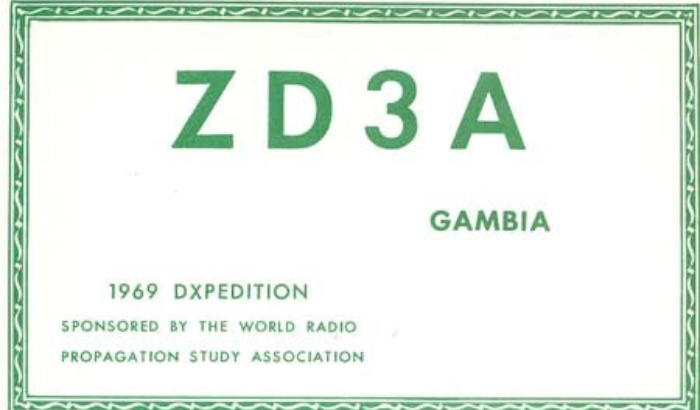 ZD3A
GAMBIA
1969 DXPEDITION
SPONSORED BY THE WORLD RADIO
PROPAGATION STUDY ASSOCIATION